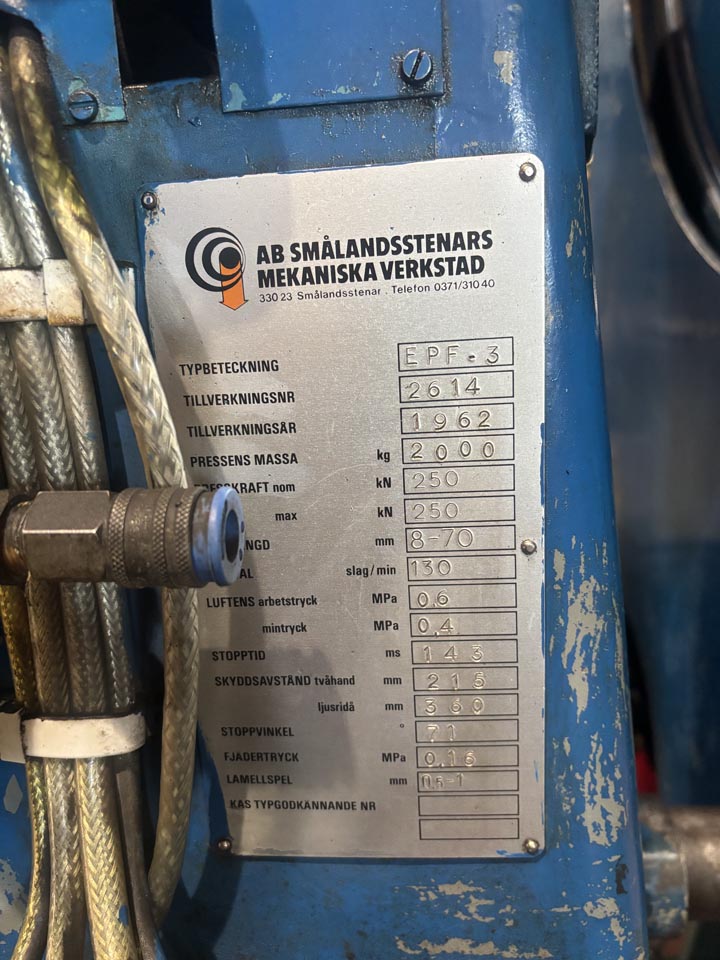 AB SMÅLANDSSTENARS
MEKANISKA VERKSTAD
330 23 Smålandsstenar . Telefon 0371/310 40
TYPBETECKNING EPF-3
TILLVERKNINGSNR 2614
TILLVERKNINGSÅR 1962
PRESSENS MASSA kg 2000
nom kN 250
max kN 250
mm 8-70
slag/min 130
LUFTENS arbetstryck MPa 0,6
mintryck MPa 0,4
STOPPTID ms 143
SKYDDSAVSTÅND tvåhand mm 215
ljusridå mm 360
STOPPVINKEL ° 71
FJÄDERTRYCK MPa 0,16
LAMELLSPEL mm 0,5-1
KAS TYPGODKÄNNANDE NR